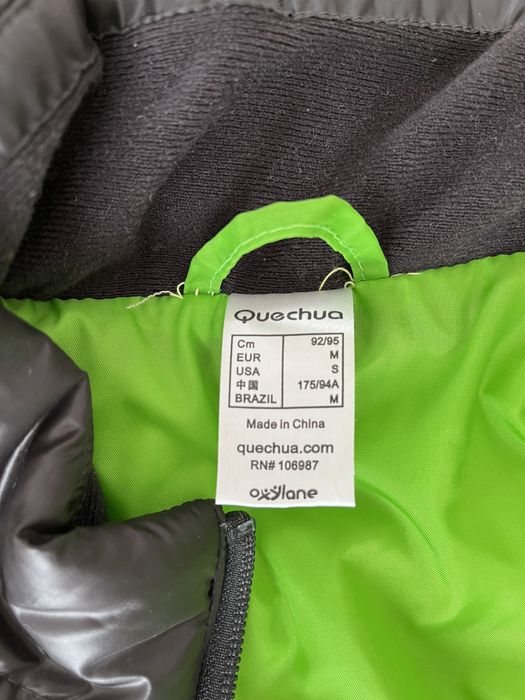 Quechua
Cm 92/95
EUR M
USA S
中国 175/94A
BRAZIL M
Made in China
quechua.com
RN# 106987
oxylane